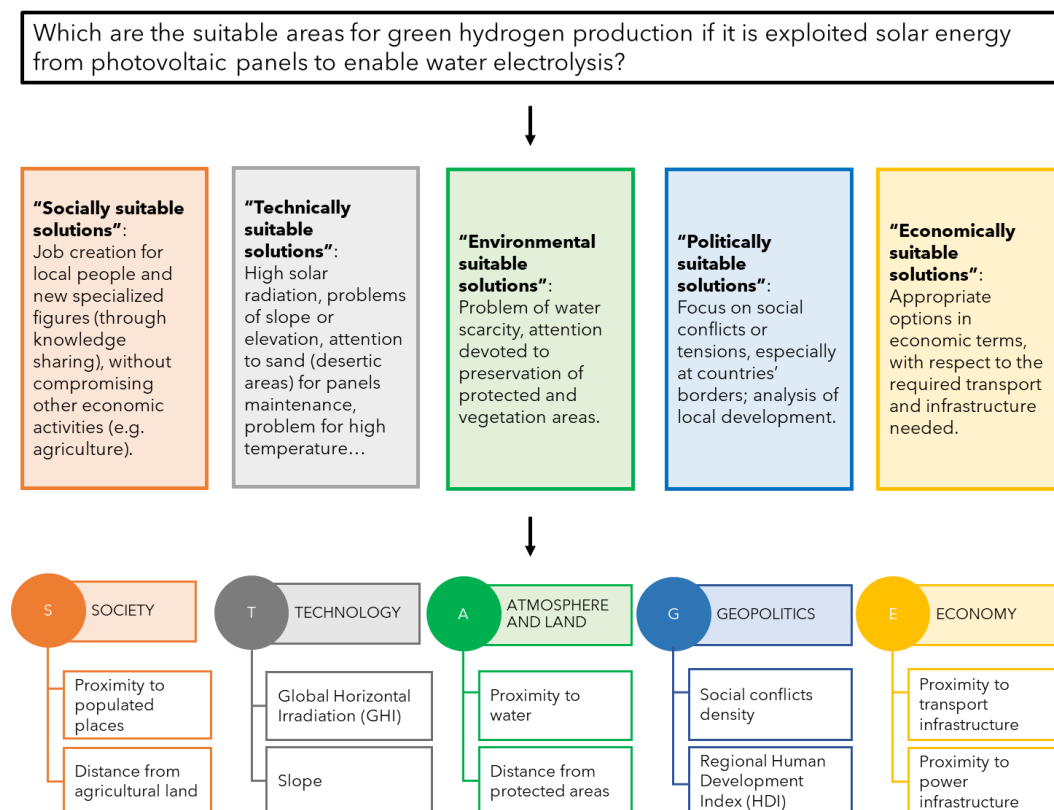 Which are the suitable areas for green hydrogen production if it is exploited solar energy
from photovoltaic panels to enable water electrolysis?
“Socially suitable
solutions”:
Job creation for
local people and
new specialized
figures (through
knowledge
sharing), without
compromising
other economic
activities (e.g.
agriculture).
“Technically
suitable
solutions”:
High solar
radiation, problems
of slope or
elevation, attention
to sand (desertic
areas) for panels
maintenance,
problem for high
temperature…
“Environmental
suitable
solutions”:
Problem of water
scarcity, attention
devoted to
preservation of
protected and
vegetation areas.
“Politically
suitable
solutions”:
Focus on social
conflicts or
tensions, especially
at countries’
borders; analysis of
local development.
“Economically
suitable
solutions”:
Appropriate
options in
economic terms,
with respect to the
required transport
and infrastructure
needed.
S
SOCIETY
Proximity to
populated
places
Distance from
agricultural land
T
TECHNOLOGY
Global Horizontal
Irradiation (GHI)
Slope
A
ATMOSPHERE
AND LAND
Proximity to
water
Distance from
protected areas
G
GEOPOLITICS
Social conflicts
density
Regional Human
Development
Index (HDI)
E
ECONOMY
Proximity to
transport
infrastructure
Proximity to
power
infrastructure